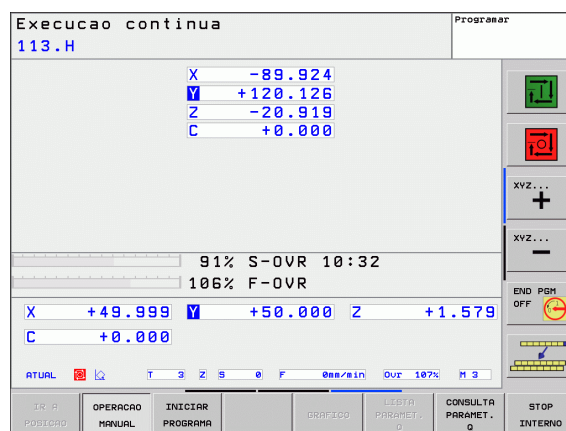 Execucao continua
Programar
113.H
X -89.924
Y +120.126
Z -20.919
C +0.000
XYZ...
+
XYZ...
-
91% S-OVR 10:32
106% F-OVR
END PGM
OFF
X +49.999 Y +50.000 Z +1.579
C +0.000
ATUAL T 3 Z S 0 F 0mm/min Ovr 107% M 3
IR A POSICAO
OPERACAO MANUAL
INICIAR PROGRAMA
GRAFICO
LISTA PARAMET. Q
CONSULTA PARAMET. Q
STOP INTERNO